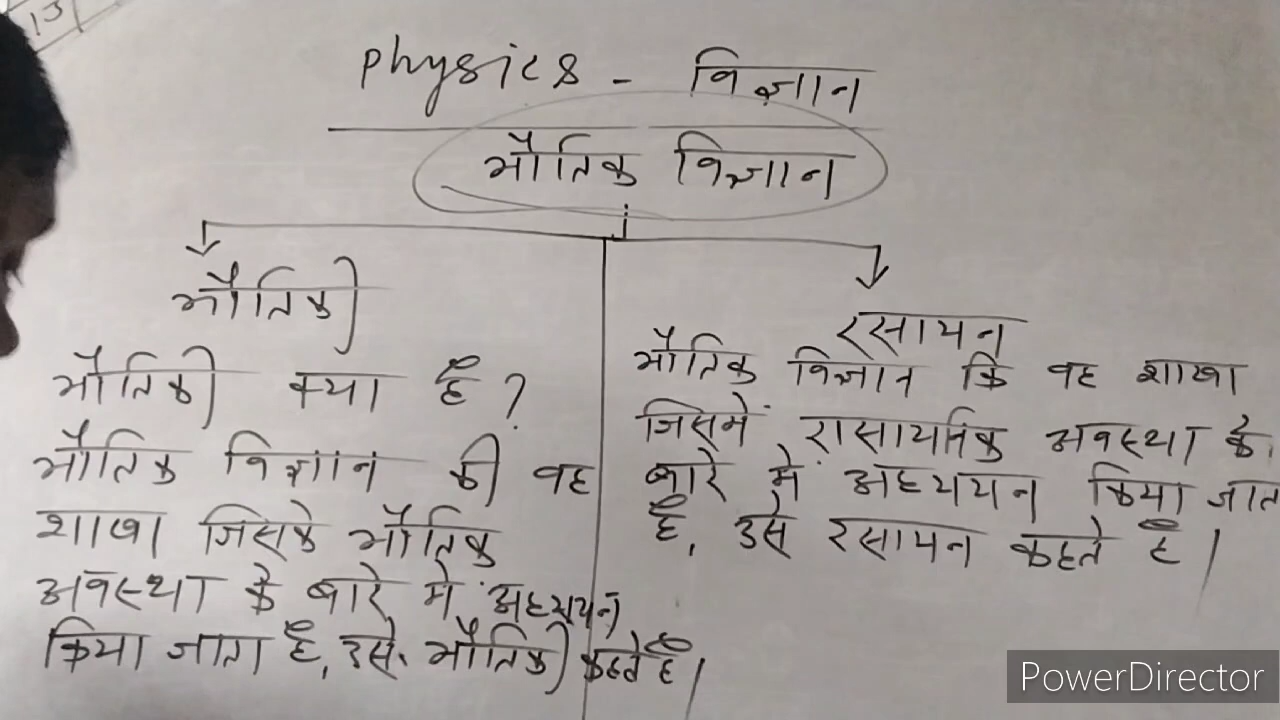 13
Physics - विज्ञान
भौतिक विज्ञान
भौतिकी
भौतिकी क्या है ?
भौतिक विज्ञान की वह
शाखा जिसके भौतिक
अवस्था के बारे में अध्ययन
किया जाता है, उसे भौतिकी कहते है।
रसायन
भौतिक विज्ञान कि वह शाखा
जिसमें रासायनिक अवस्था के
बारे में अध्ययन किया जात
है, उसे रसायन कहते है।
PowerDirector